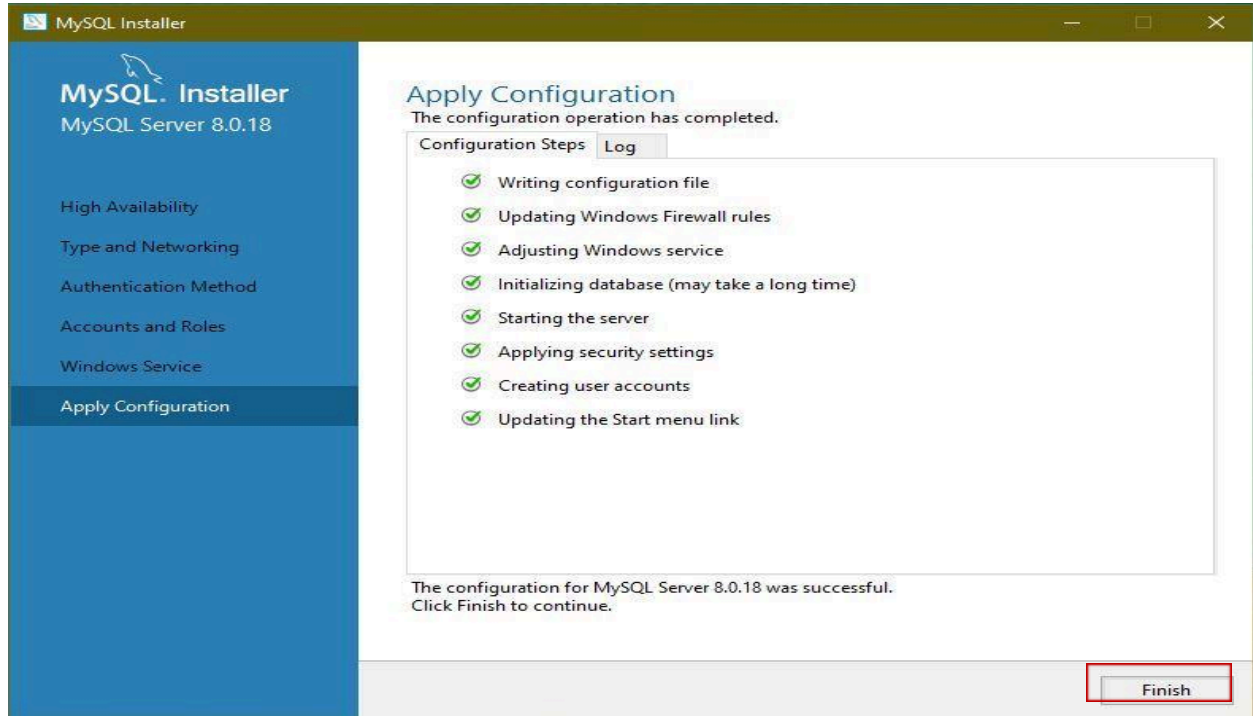 MySQL Installer
MySQL. Installer
MySQL Server 8.0.18
High Availability
Type and Networking
Authentication Method
Accounts and Roles
Windows Service
Apply Configuration
Apply Configuration
The configuration operation has completed.
Configuration Steps Log
Writing configuration file
Updating Windows Firewall rules
Adjusting Windows service
Initializing database (may take a long time)
Starting the server
Applying security settings
Creating user accounts
Updating the Start menu link
The configuration for MySQL Server 8.0.18 was successful.
Click Finish to continue.
Finish